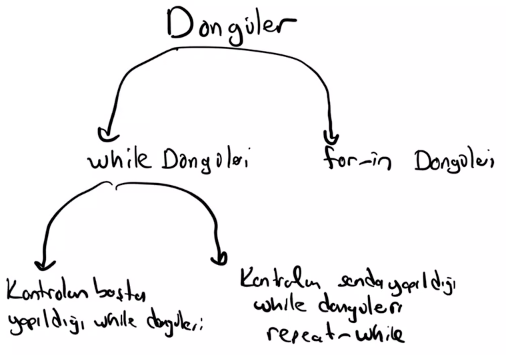 Döngüler
while Döngüleri
for-in Döngüleri
Kontrolün başta
yapıldığı while döngüleri
Kontrolün sonda yapıldığı
while döngüleri
repeat-while